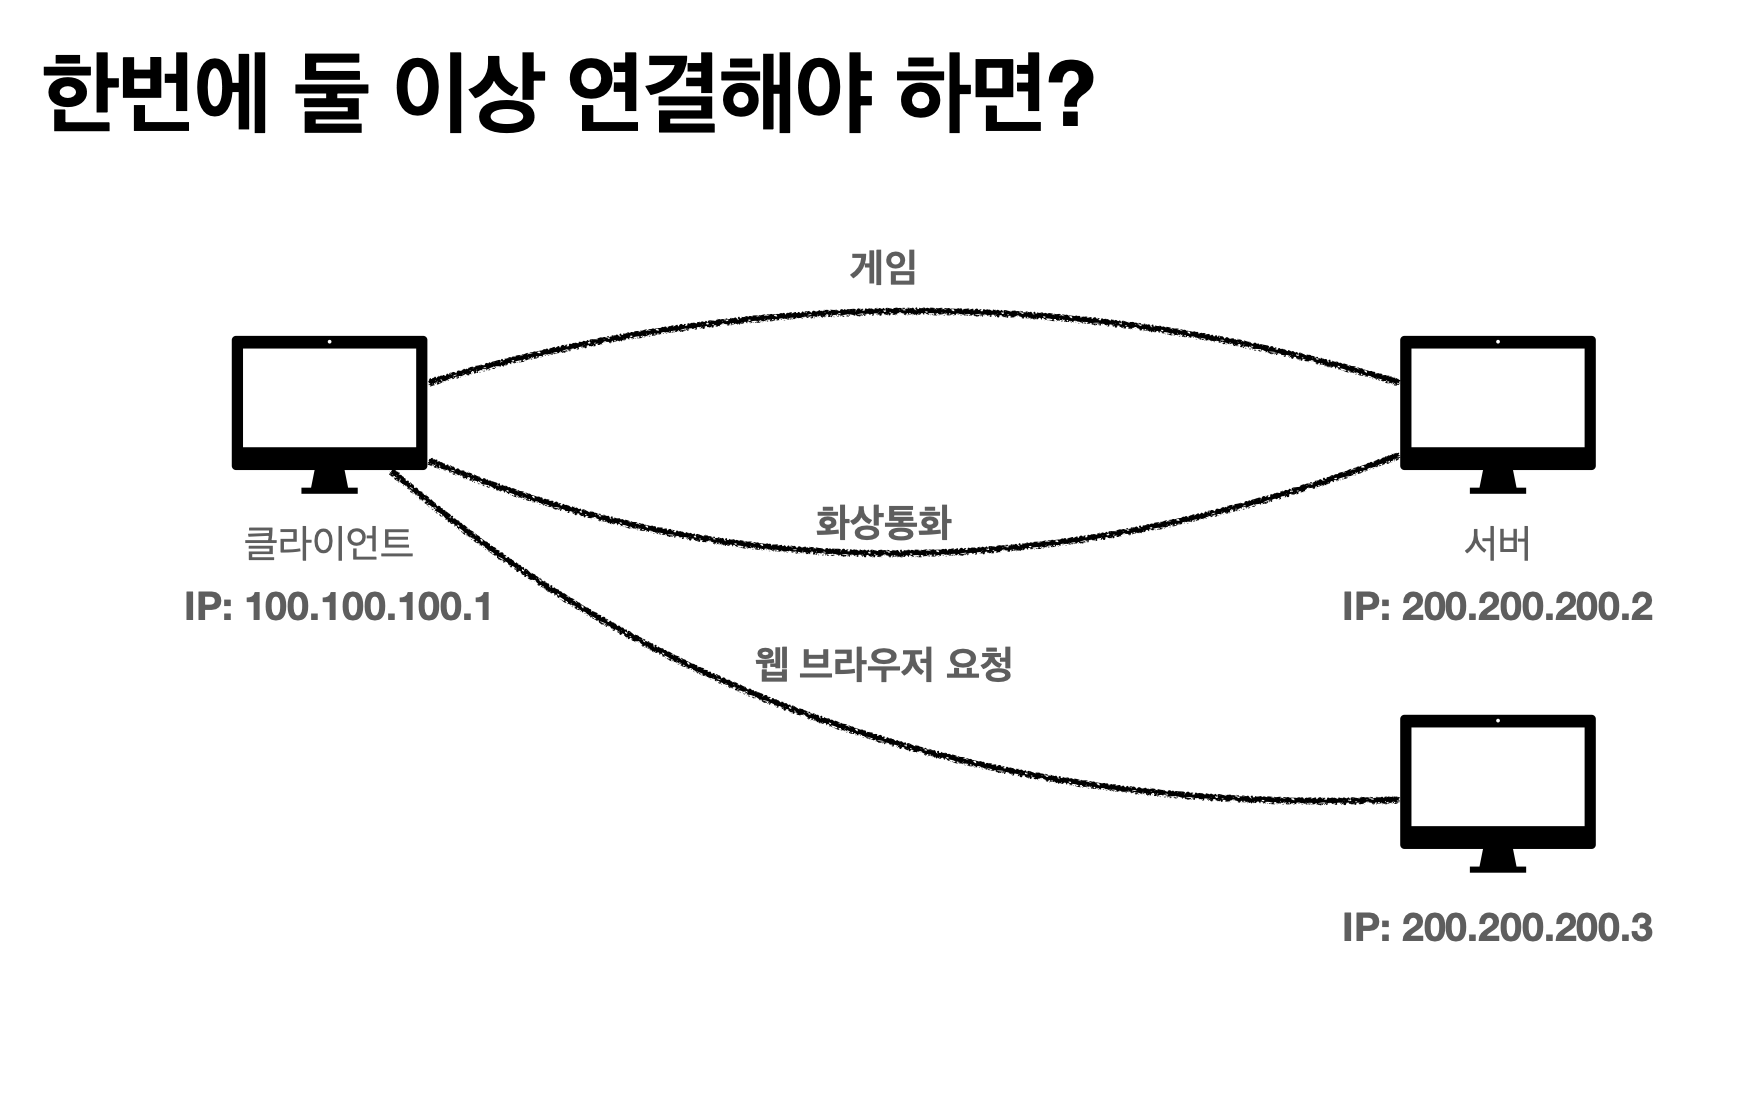 한번에 둘 이상 연결해야 하면?
게임
화상통화
클라이언트
서버
IP: 100.100.100.1
IP: 200.200.200.2
웹 브라우저 요청
IP: 200.200.200.3